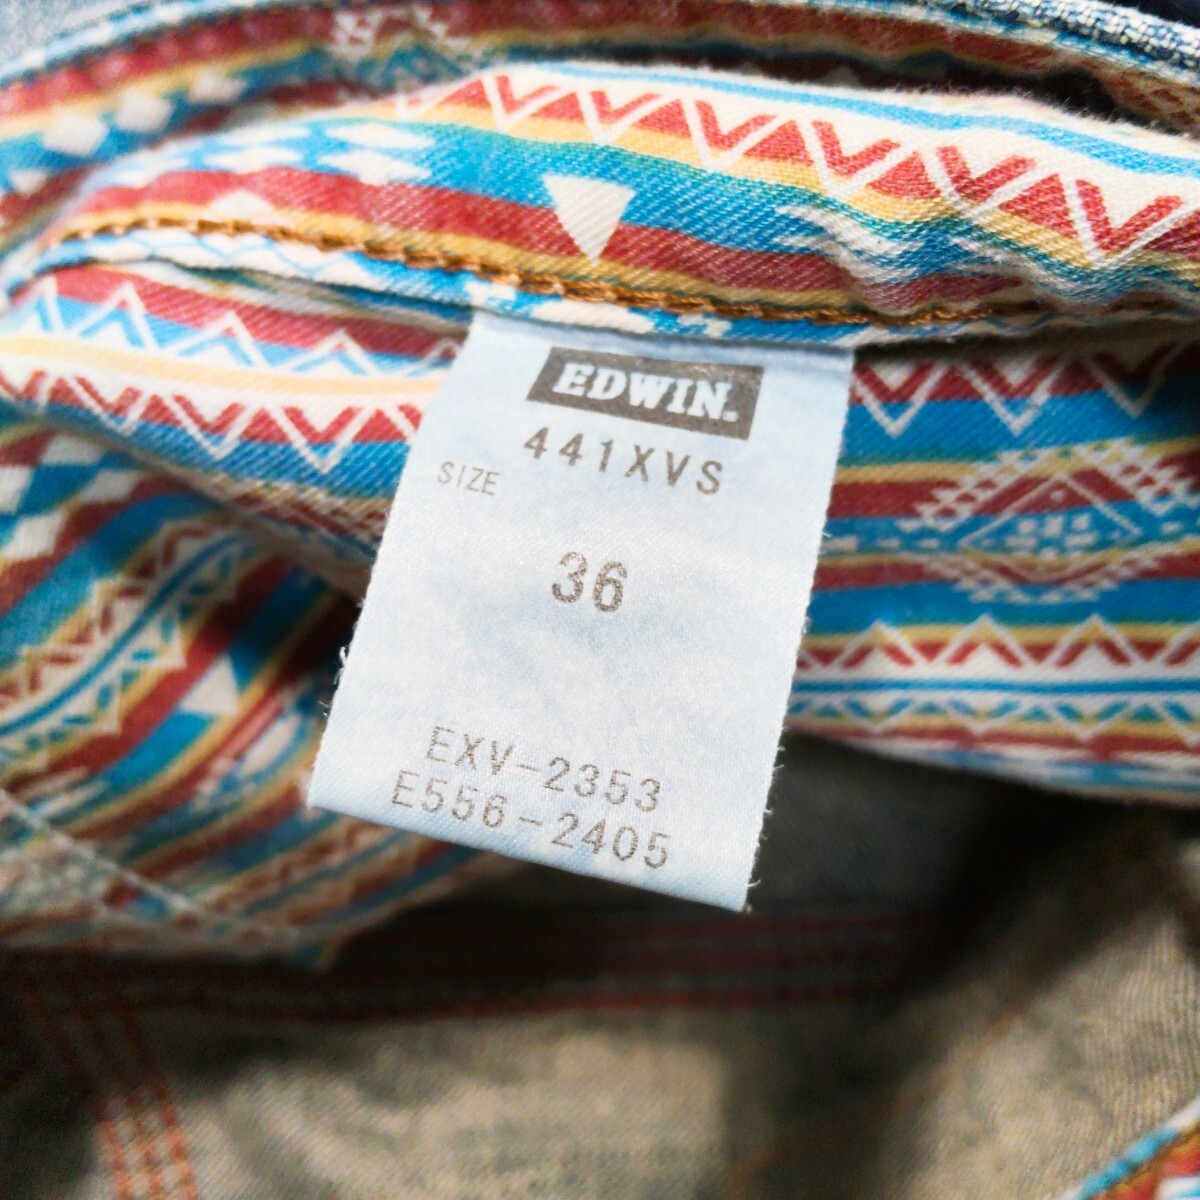 EDWIN.
441XVS
SIZE
36
EXV-2353
E556-2405